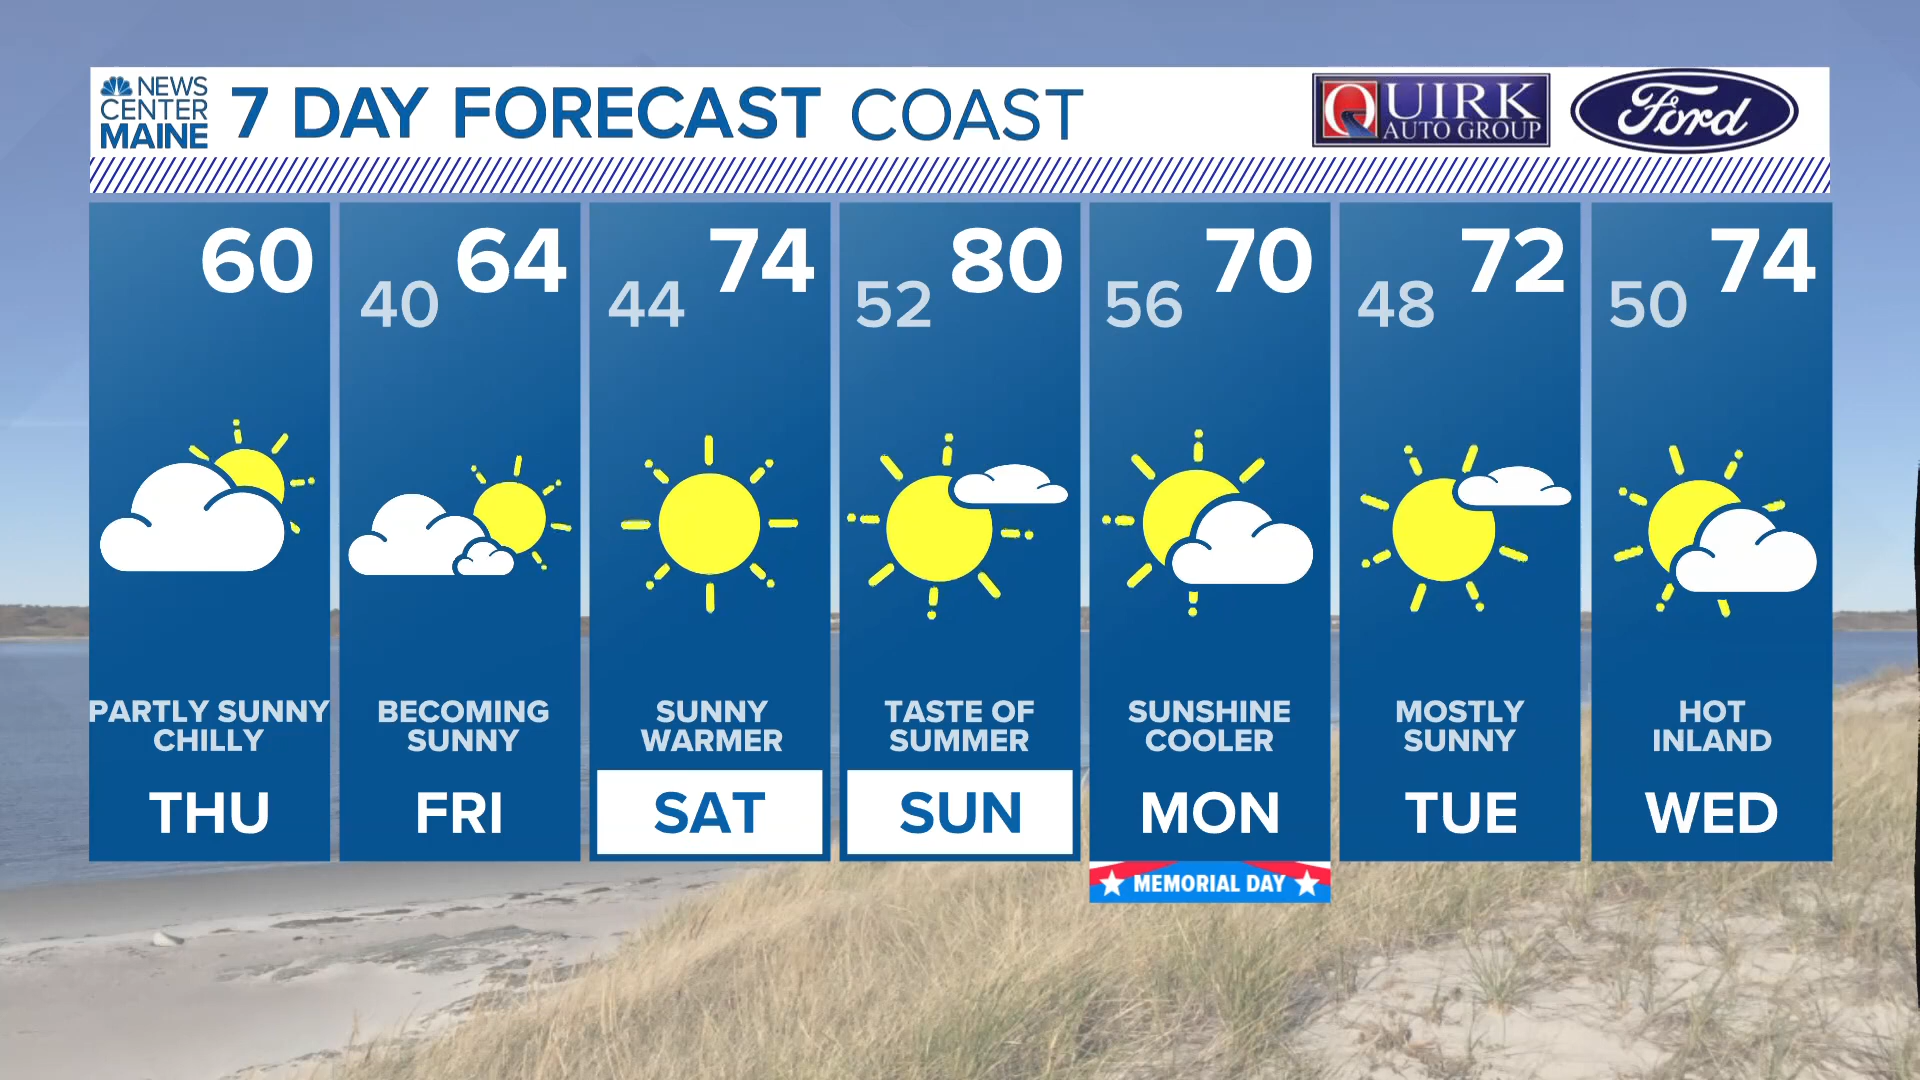 NEWS
CENTER
MAINE
7 DAY FORECAST COAST
QUIRK
AUTO GROUP
Ford
60
40 64
44 74
52 80
56 70
48 72
50 74
PARTLY SUNNY
CHILLY
BECOMING
SUNNY
SUNNY
WARMER
TASTE OF
SUMMER
SUNSHINE
COOLER
MOSTLY
SUNNY
HOT
INLAND
THU
FRI
SAT
SUN
MON
TUE
WED
MEMORIAL DAY